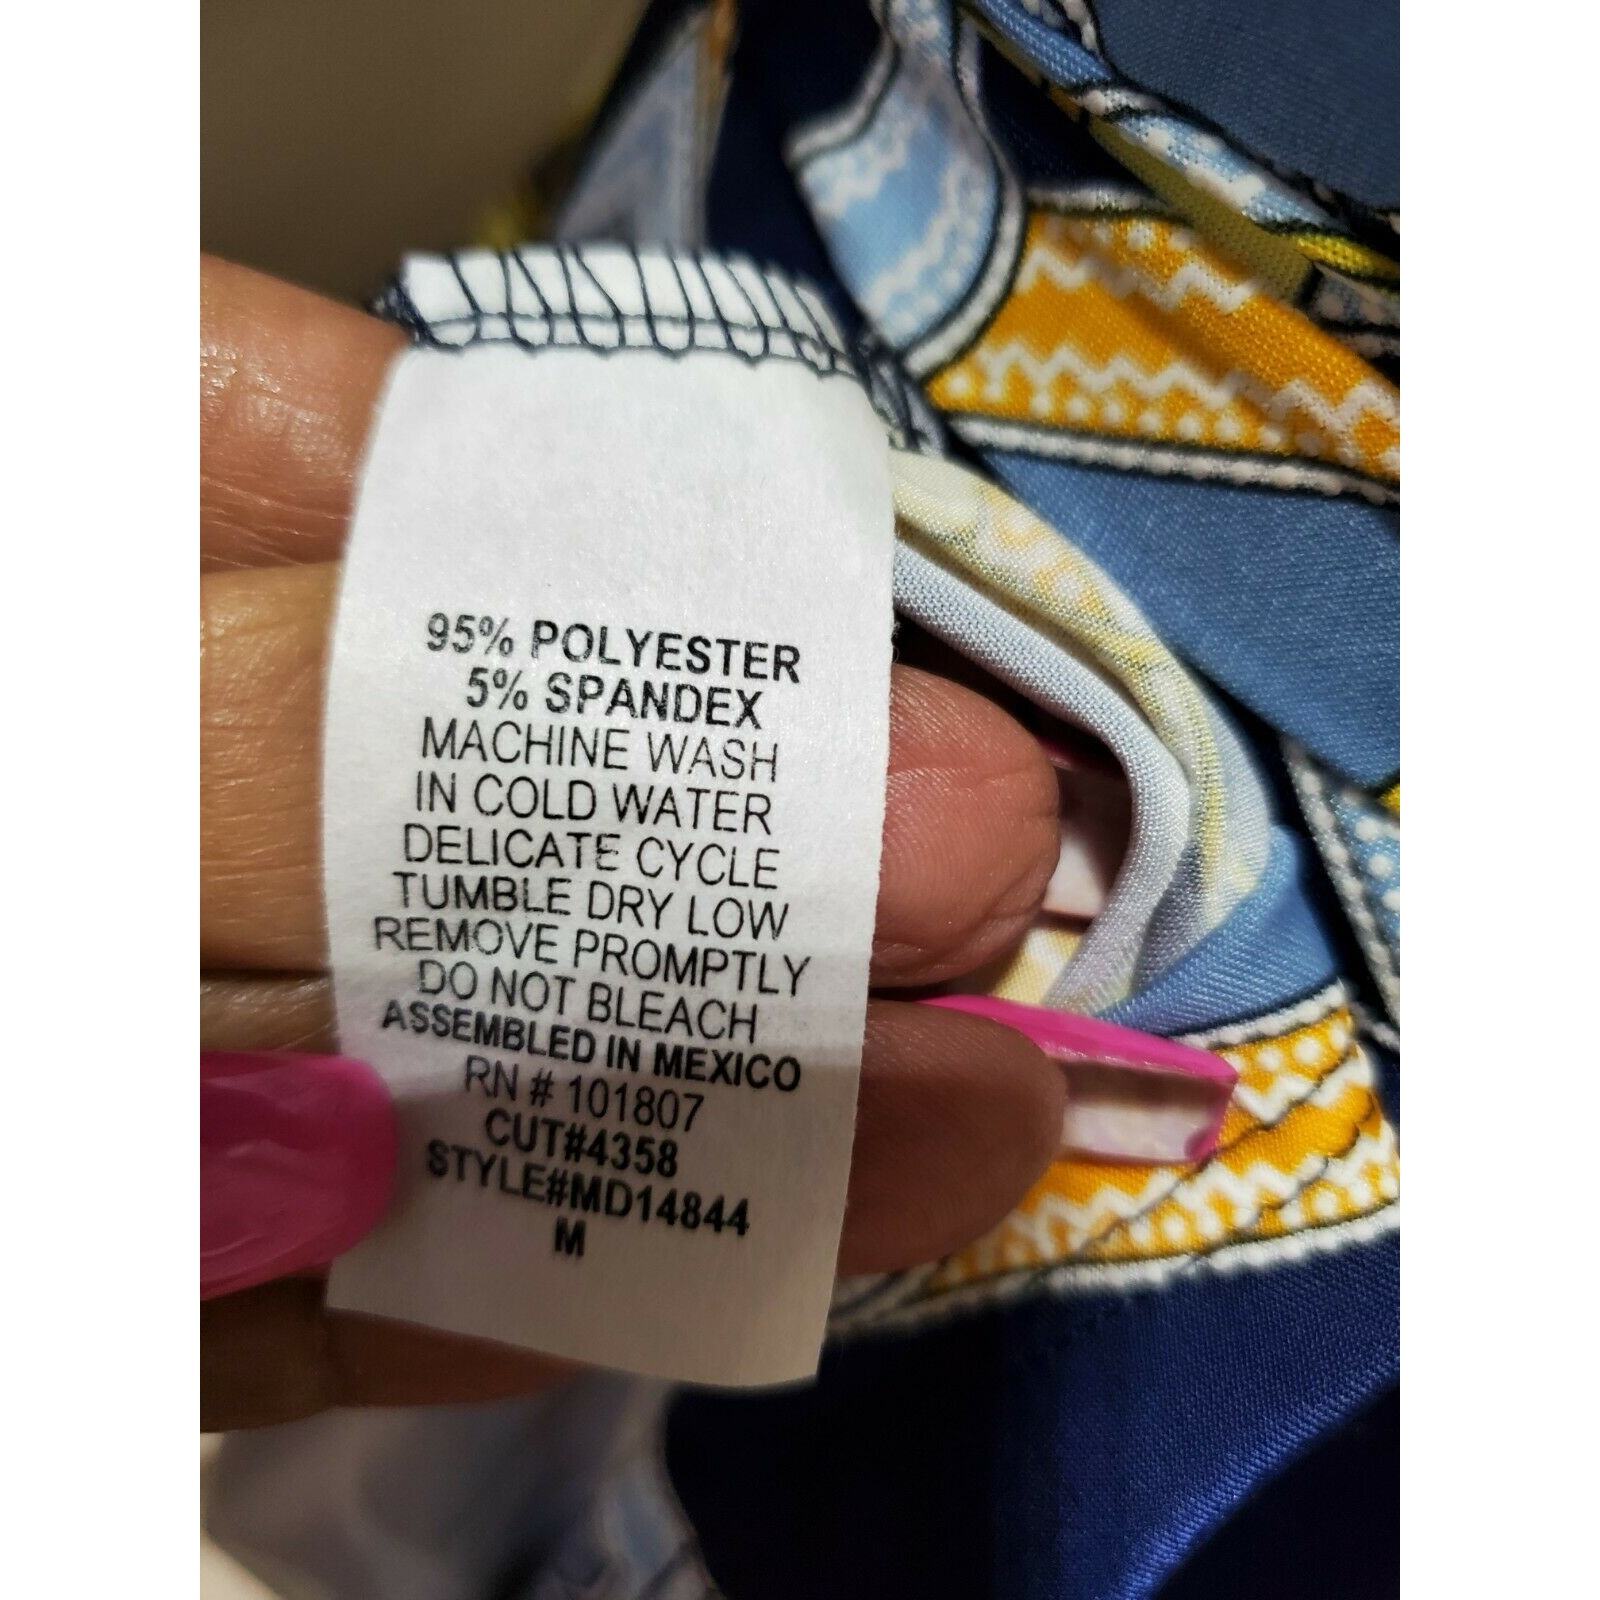 95% POLYESTER
5% SPANDEX
MACHINE WASH
IN COLD WATER
DELICATE CYCLE
TUMBLE DRY LOW
REMOVE PROMPTLY
DO NOT BLEACH
ASSEMBLED IN MEXICO
RN # 101807
CUT#4358
STYLE#MD14844
M